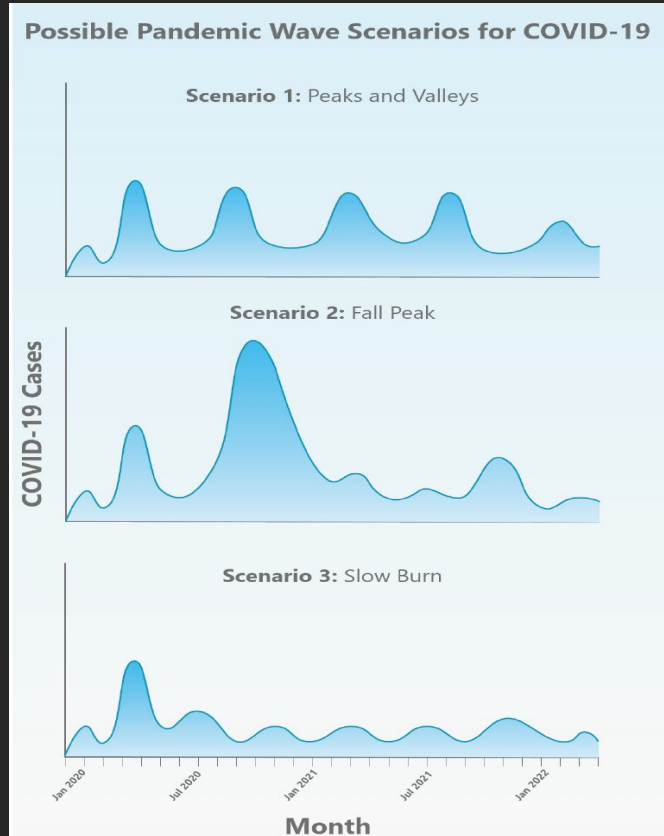 Possible Pandemic Wave Scenarios for COVID-19
Scenario 1: Peaks and Valleys
Scenario 2: Fall Peak
COVID-19 Cases
Scenario 3: Slow Burn
Jan 2020
Jul 2020
Jan 2021
Jul 2021
Jan 2022
Month